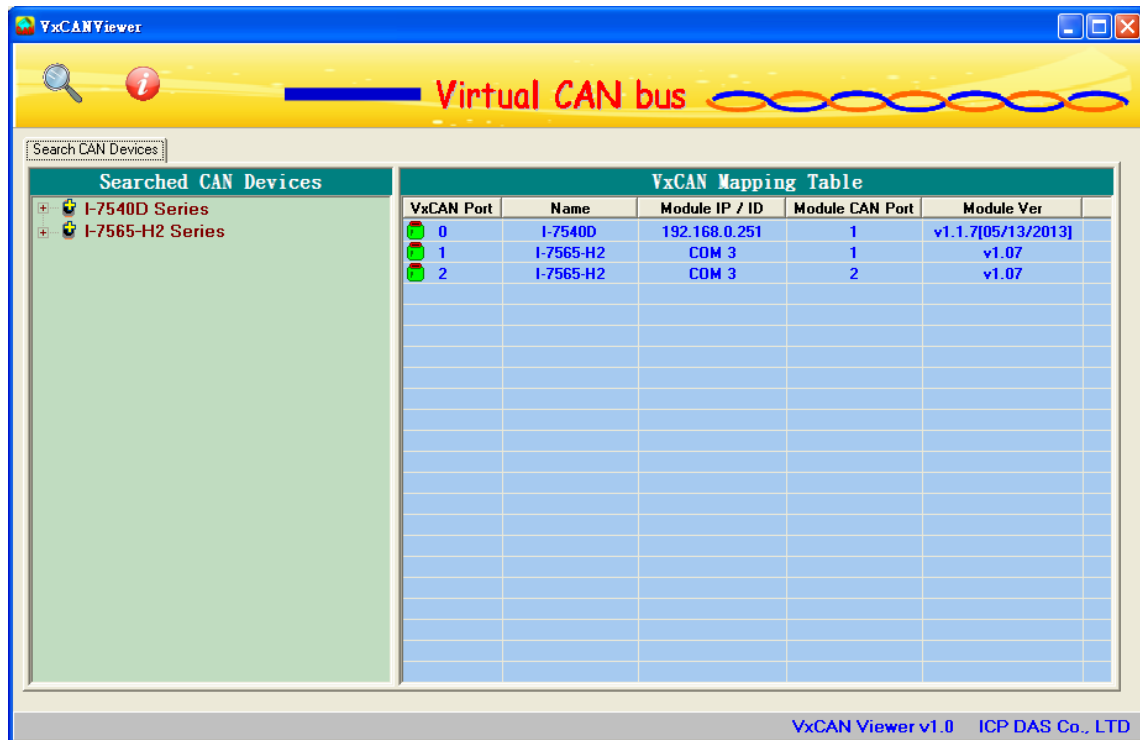 VxCANViewer
Virtual CAN bus
Search CAN Devices
Searched CAN Devices
I-7540D Series
I-7565-H2 Series
VxCAN Mapping Table
VxCAN Port Name Module IP / ID Module CAN Port Module Ver
0 I-7540D 192.168.0.251 1 v1.1.7[05/13/2013]
1 I-7565-H2 COM 3 1 v1.07
2 I-7565-H2 COM 3 2 v1.07
VxCAN Viewer v1.0 ICP DAS Co., LTD